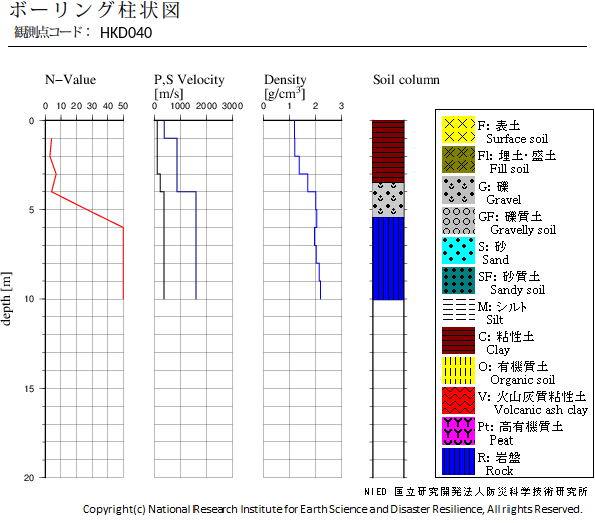 ボーリング柱状図
観測点コード： HKD040
N-Value
P,S Velocity
[m/s]
Density
[g/cm³]
Soil column
0 10 20 30 40 50
0 1000 2000 3000
0 1 2 3
0
5
10
15
20
depth [m]
F: 表土
Surface soil
Fl: 埋土・盛土
Fill soil
G: 礫
Gravel
GF: 礫質土
Gravelly soil
S: 砂
Sand
SF: 砂質土
Sandy soil
M: シルト
Silt
C: 粘性土
Clay
O: 有機質土
Organic soil
V: 火山灰質粘性土
Volcanic ash clay
Pt: 高有機質土
Peat
R: 岩盤
Rock
NIED 国立研究開発法人防災科学技術研究所
Copyright(c) National Research Institute for Earth Science and Disaster Resilience, All rights Reserved.